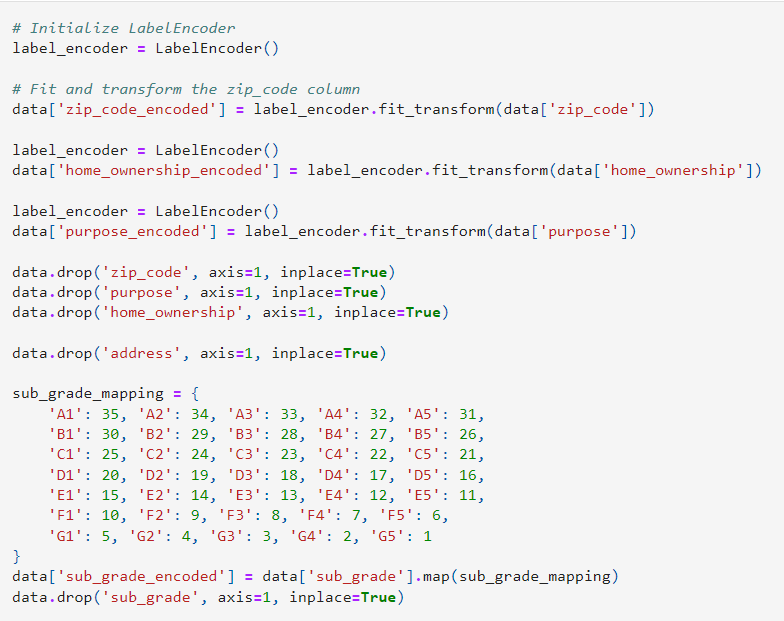 # Initialize LabelEncoder
label_encoder = LabelEncoder()
# Fit and transform the zip_code column
data['zip_code_encoded'] = label_encoder.fit_transform(data['zip_code'])
label_encoder = LabelEncoder()
data['home_ownership_encoded'] = label_encoder.fit_transform(data['home_ownership'])
label_encoder = LabelEncoder()
data['purpose_encoded'] = label_encoder.fit_transform(data['purpose'])
data.drop('zip_code', axis=1, inplace=True)
data.drop('purpose', axis=1, inplace=True)
data.drop('home_ownership', axis=1, inplace=True)
data.drop('address', axis=1, inplace=True)
sub_grade_mapping = {
    'A1': 35, 'A2': 34, 'A3': 33, 'A4': 32, 'A5': 31,
    'B1': 30, 'B2': 29, 'B3': 28, 'B4': 27, 'B5': 26,
    'C1': 25, 'C2': 24, 'C3': 23, 'C4': 22, 'C5': 21,
    'D1': 20, 'D2': 19, 'D3': 18, 'D4': 17, 'D5': 16,
    'E1': 15, 'E2': 14, 'E3': 13, 'E4': 12, 'E5': 11,
    'F1': 10, 'F2': 9, 'F3': 8, 'F4': 7, 'F5': 6,
    'G1': 5, 'G2': 4, 'G3': 3, 'G4': 2, 'G5': 1
}
data['sub_grade_encoded'] = data['sub_grade'].map(sub_grade_mapping)
data.drop('sub_grade', axis=1, inplace=True)